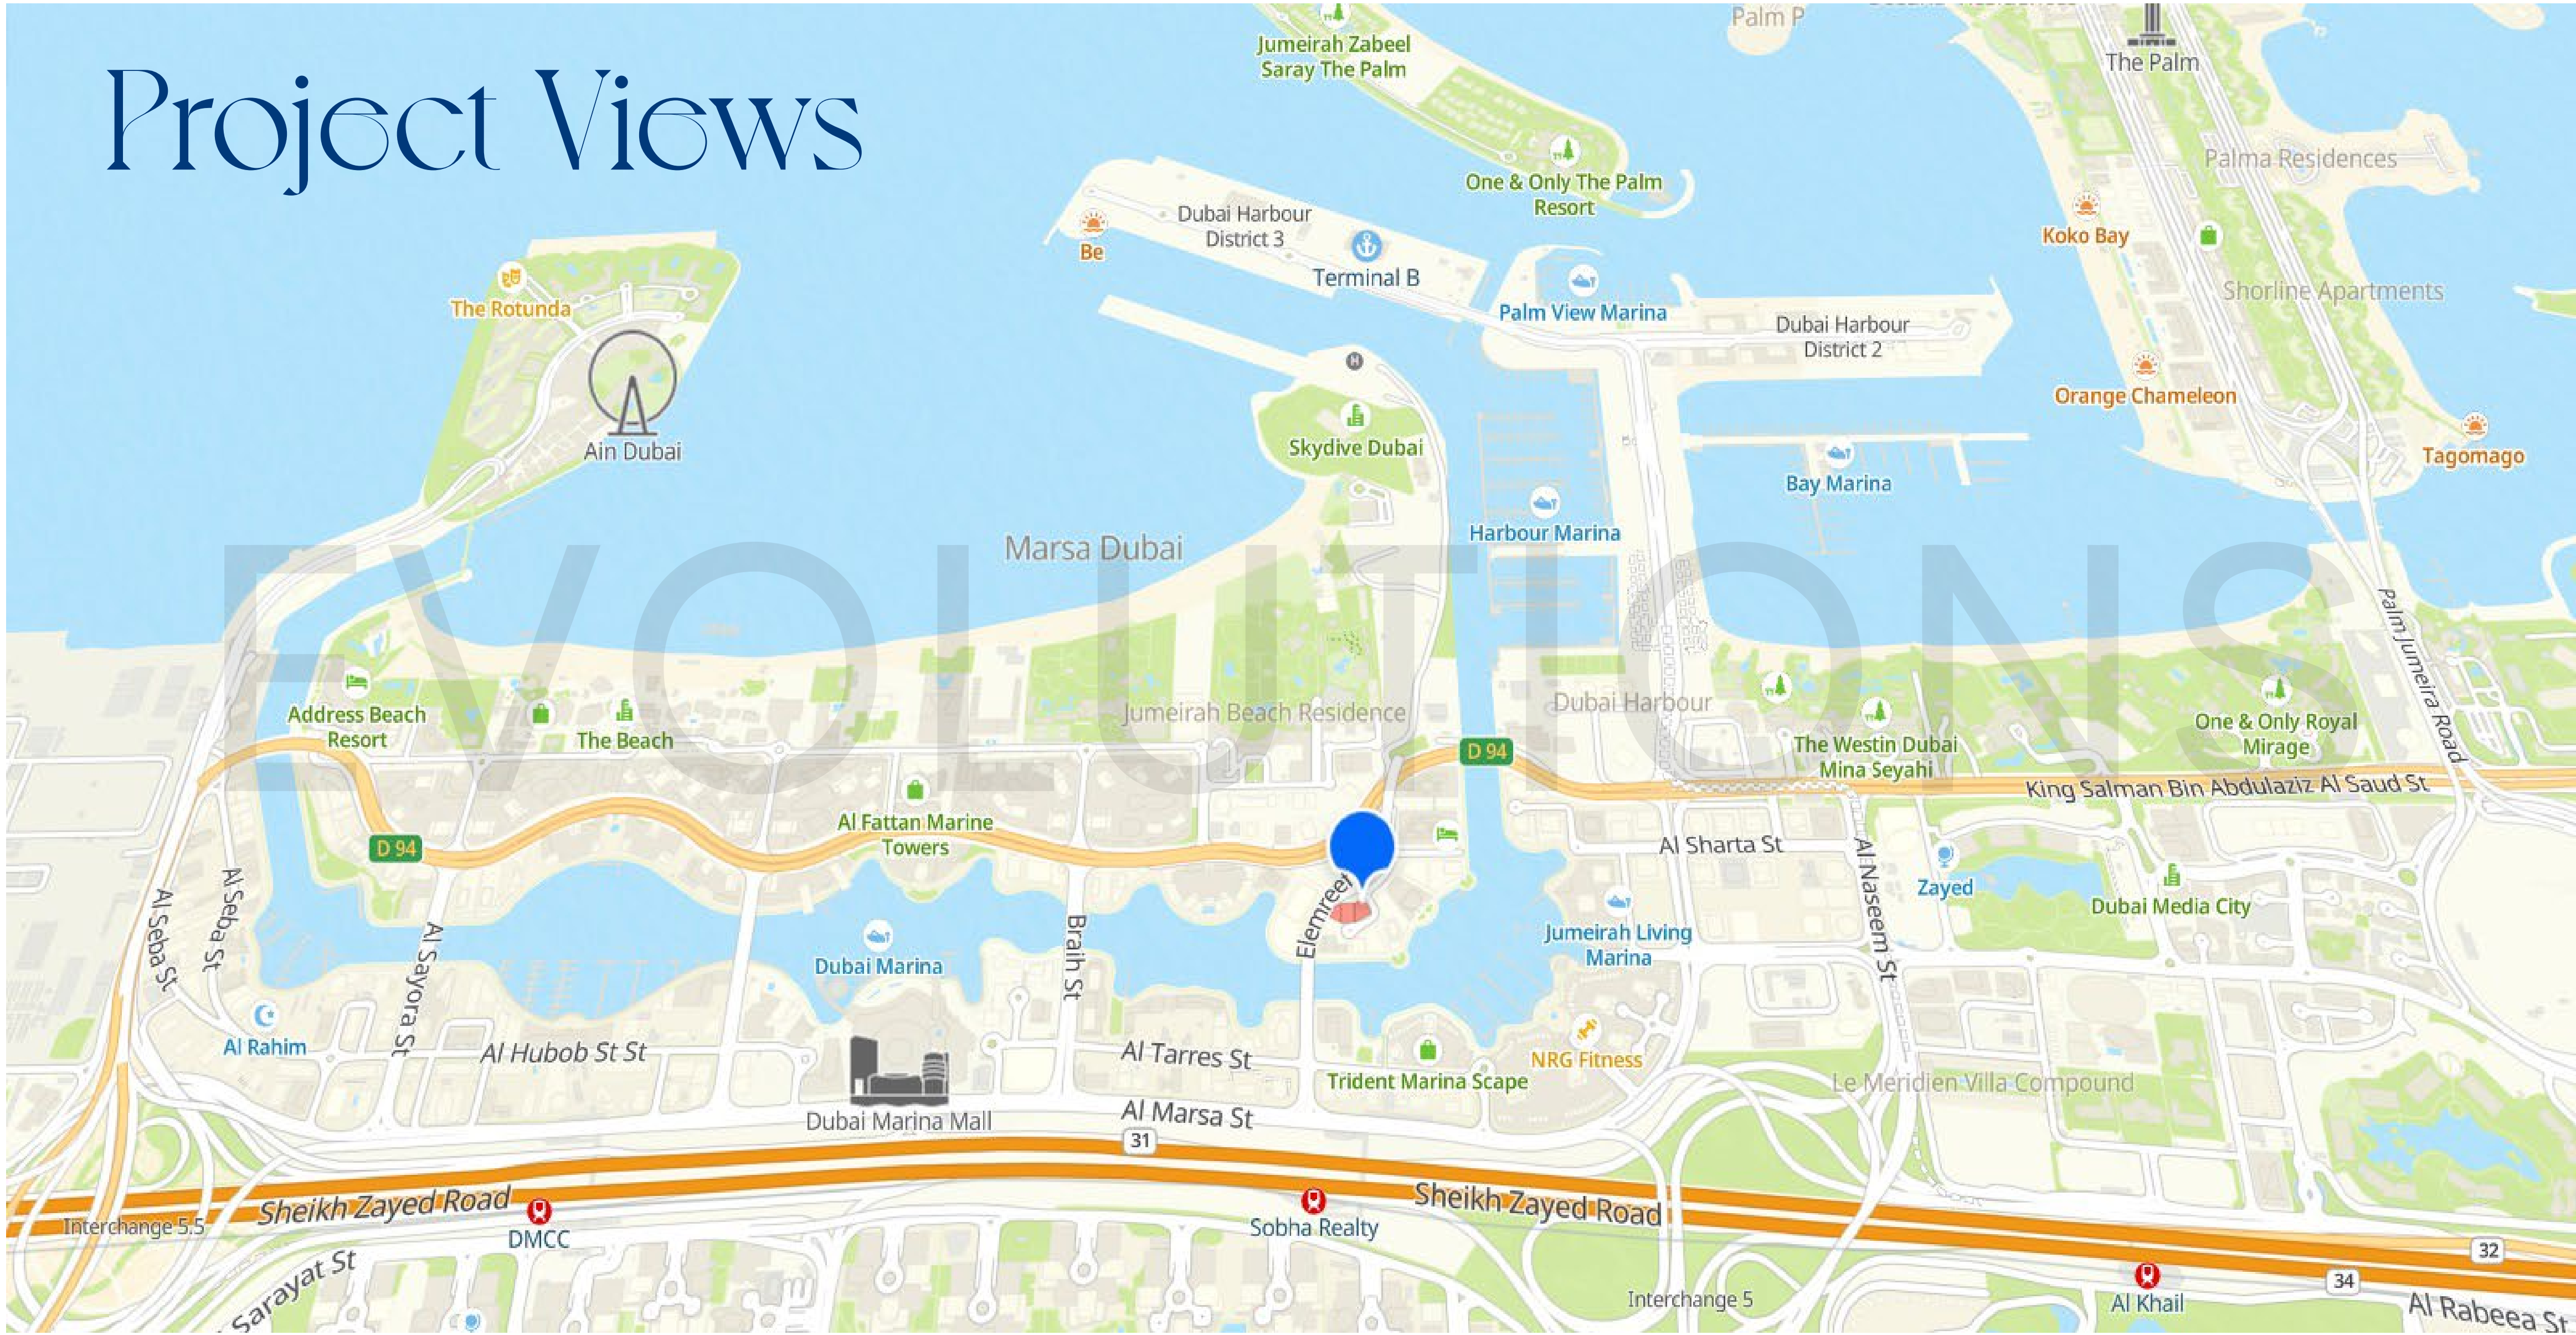 Project Views
Jumeirah Zabeel
Saray The Palm
Palm P
The Palm
Palma Residences
One & Only The Palm
Resort
Dubai Harbour
District 3
Be
Terminal B
Koko Bay
The Rotunda
Palm View Marina
Dubai Harbour
District 2
Shorline Apartments
Orange Chameleon
Ain Dubai
H
Skydive Dubai
Tagomago
Bay Marina
Harbour Marina
Marsa Dubai
EVOLUTIONS
Palm Jumeira Road
Address Beach
Resort
The Beach
Jumeirah Beach Residence
Dubai Harbour
The Westin Dubai
Mina Seyahi
One & Only Royal
Mirage
D 94
King Salman Bin Abdulaziz Al Saud St
Al Fattan Marine
Towers
D 94
Al Sharta St
Al Naseem St
Zayed
Dubai Media City
Al Seba St
Al Seba St
Al Sayora St
Braih St
Elemreef
Dubai Marina
Jumeirah Living
Marina
Al Rahim
Al Hubob St St
Al Tarres St
NRG Fitness
Trident Marina Scape
Le Meridien Villa Compound
Dubai Marina Mall
Al Marsa St
31
Sheikh Zayed Road
Sheikh Zayed Road
Interchange 5.5
DMCC
Sobha Realty
32
34
Sarayat St
Interchange 5
Al Khail
Al Rabeea St